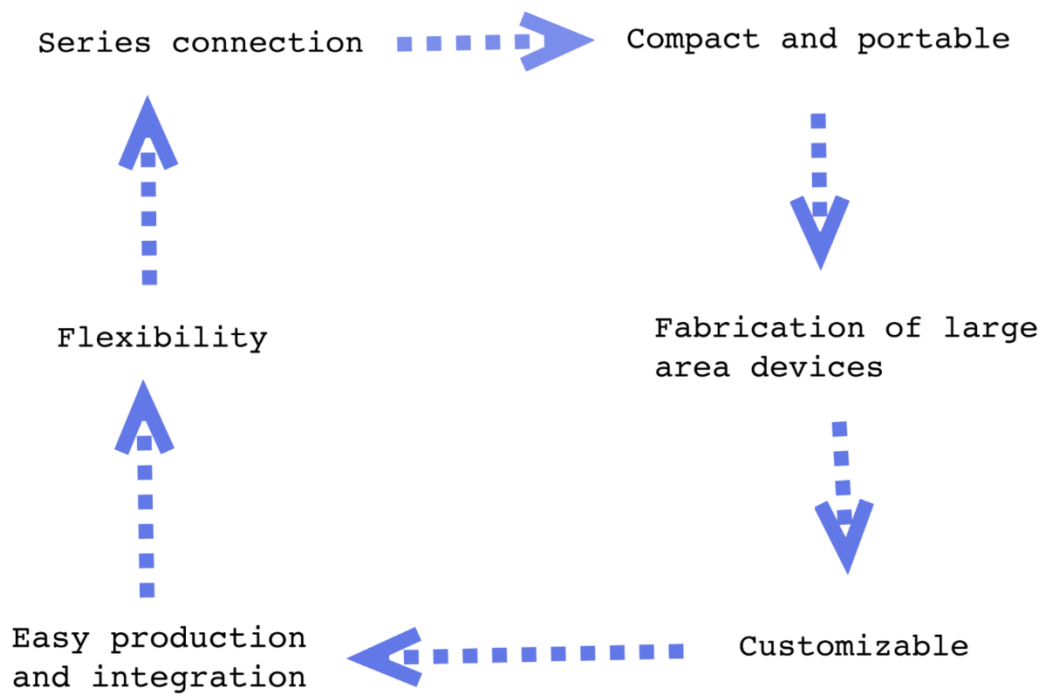 Series connection
Compact and portable
Flexibility
Fabrication of large
area devices
Easy production
and integration
Customizable